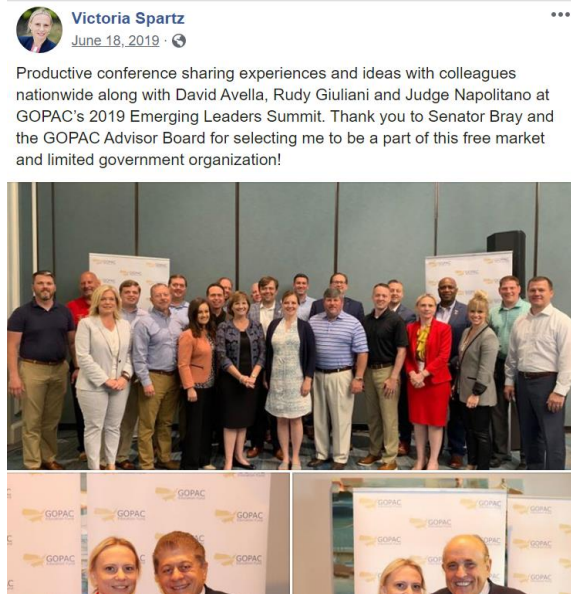 Victoria Spartz
June 18, 2019 ·
Productive conference sharing experiences and ideas with colleagues
nationwide along with David Avella, Rudy Giuliani and Judge Napolitano at
GOPAC's 2019 Emerging Leaders Summit. Thank you to Senator Bray and
the GOPAC Advisor Board for selecting me to be a part of this free market
and limited government organization!
GOPAC
GOPAC
GOPAC
GOPAC
GOPAC
GOPAC
GOPAC
GOPAC
GOPAC